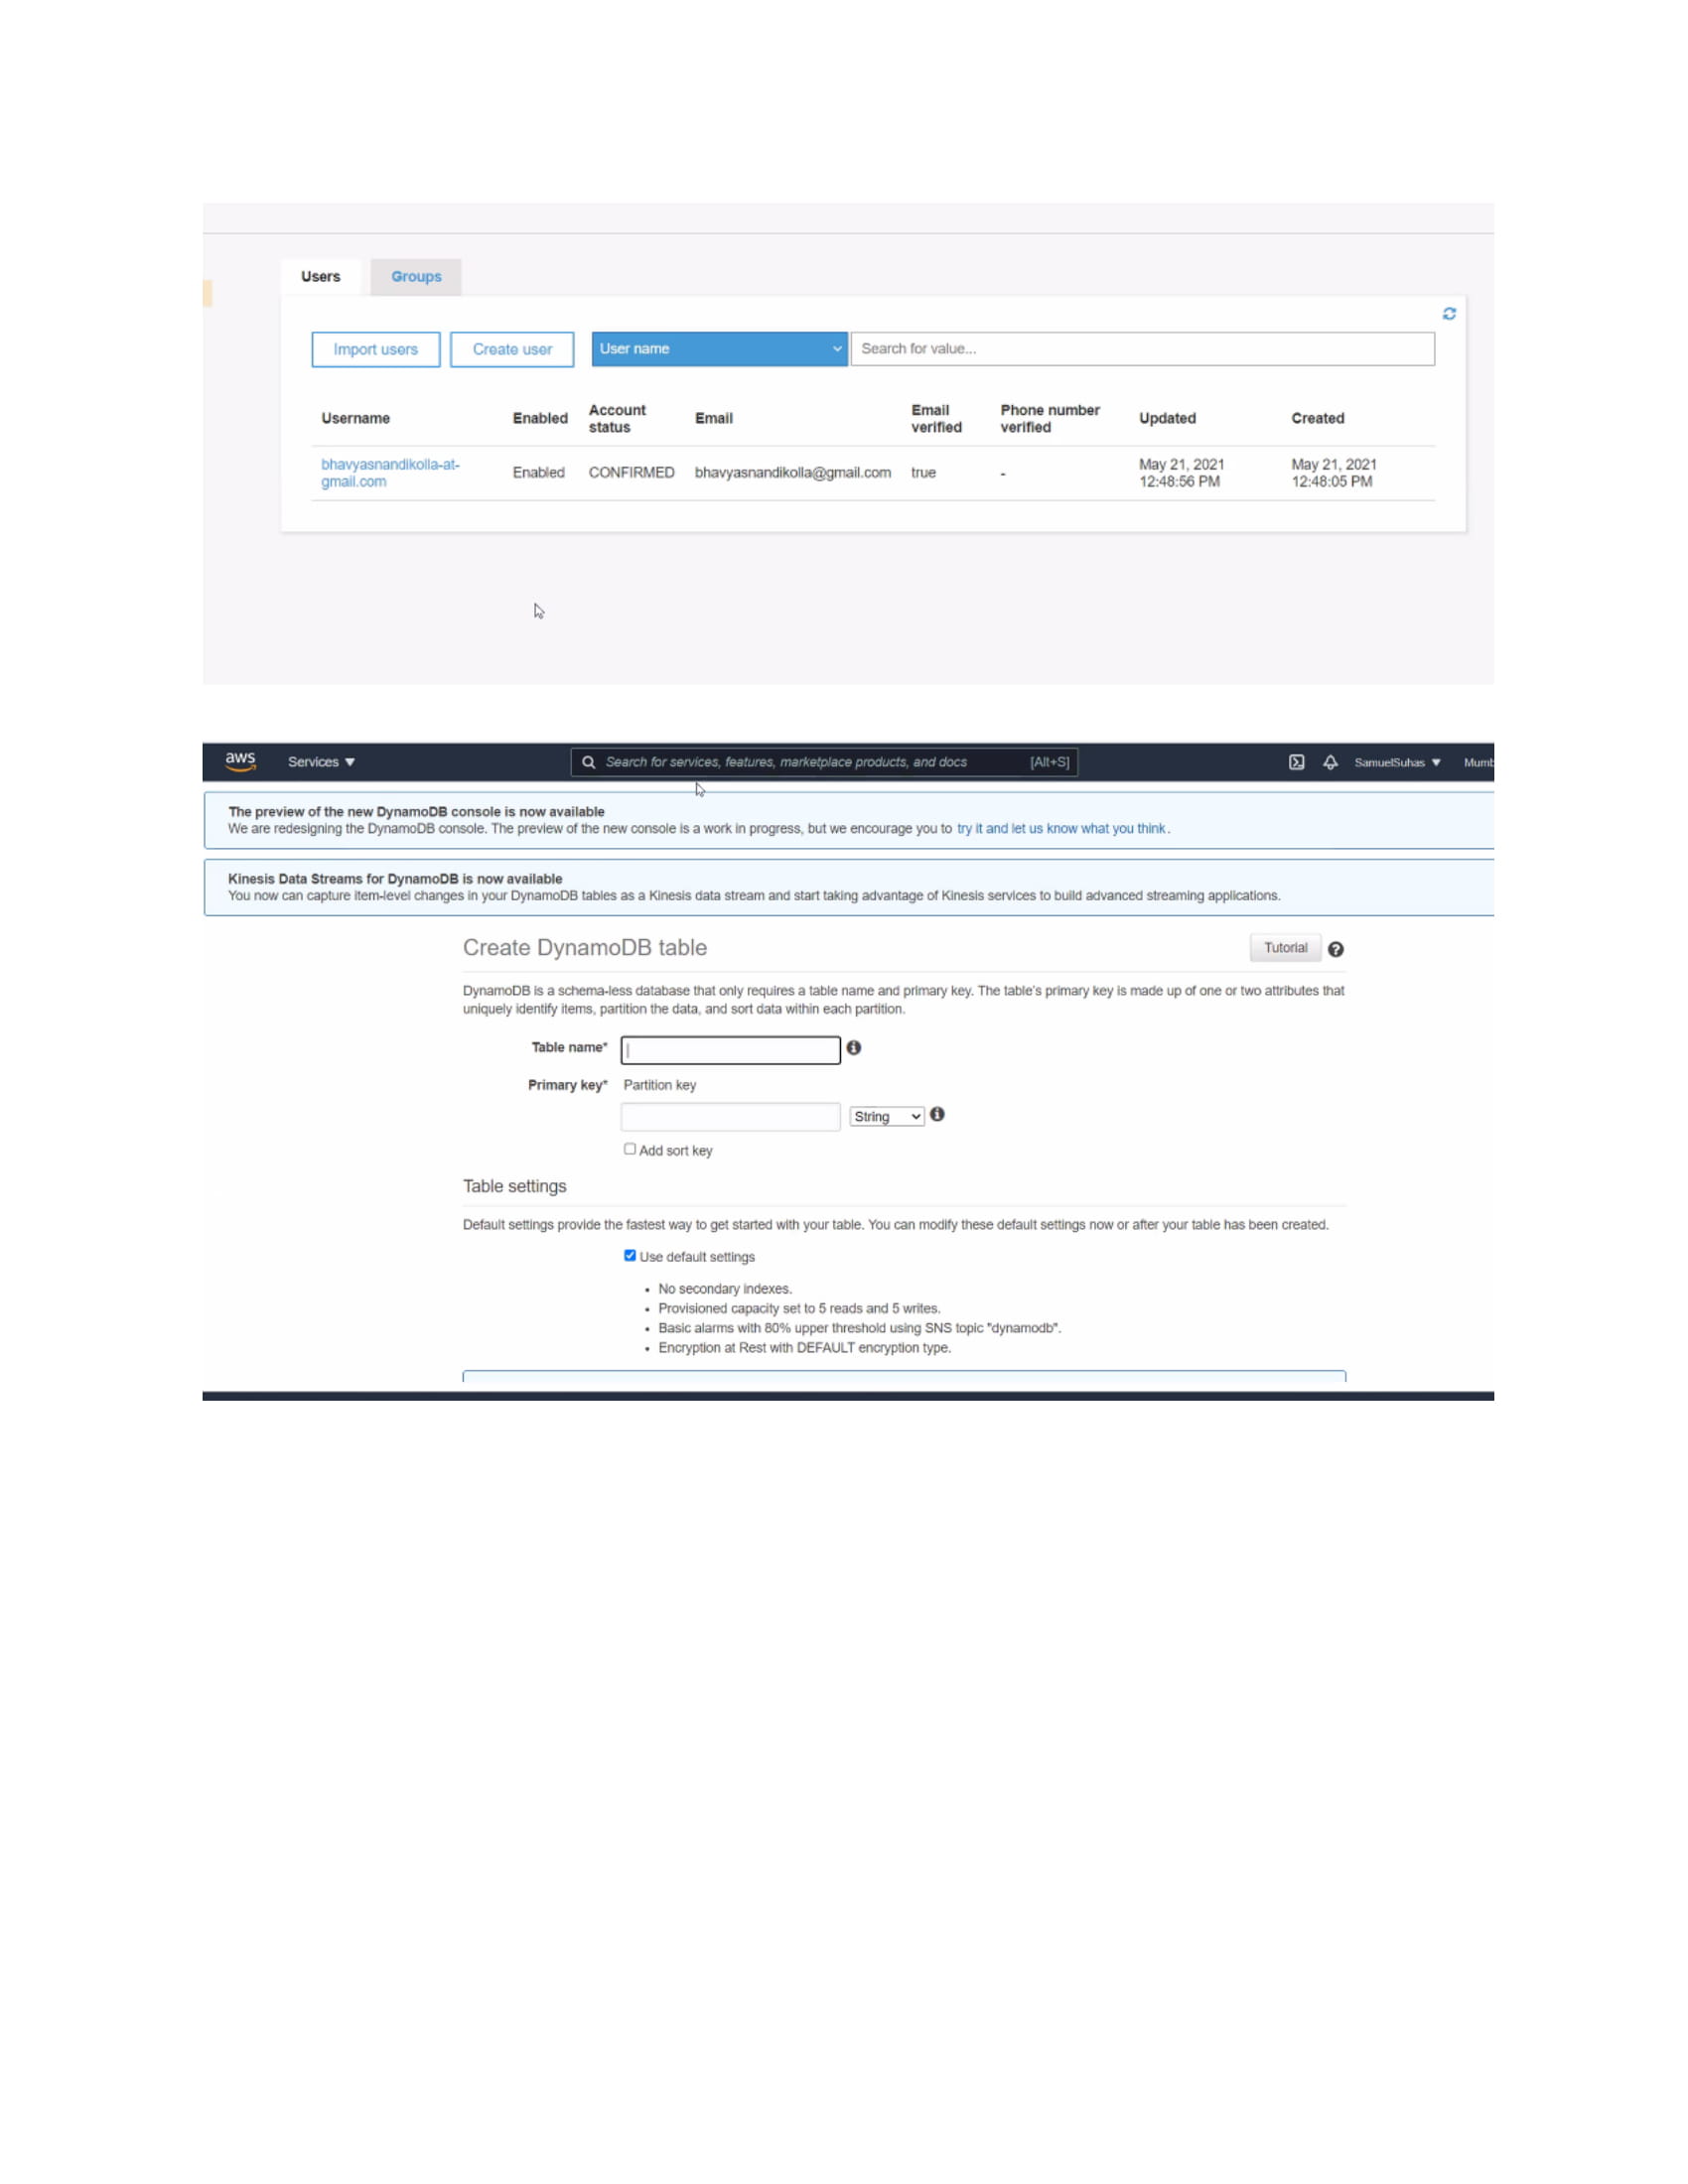 Users Groups
Import users Create user User name Search for value...
Username Enabled Account status Email Email verified Phone number verified Updated Created
bhavyasnandikolla-at-gmail.com Enabled CONFIRMED bhavyasnandikolla@gmail.com true - May 21, 2021 12:48:56 PM May 21, 2021 12:48:05 PM
aws Services ▼ Search for services, features, marketplace products, and docs [Alt+S] SamuelSuhas ▼
The preview of the new DynamoDB console is now available
We are redesigning the DynamoDB console. The preview of the new console is a work in progress, but we encourage you to try it and let us know what you think.
Kinesis Data Streams for DynamoDB is now available
You now can capture item-level changes in your DynamoDB tables as a Kinesis data stream and start taking advantage of Kinesis services to build advanced streaming applications.
Create DynamoDB table Tutorial
DynamoDB is a schema-less database that only requires a table name and primary key. The table's primary key is made up of one or two attributes that
uniquely identify items, partition the data, and sort data within each partition.
Table name*
Primary key* Partition key
String
Add sort key
Table settings
Default settings provide the fastest way to get started with your table. You can modify these default settings now or after your table has been created.
Use default settings
• No secondary indexes.
• Provisioned capacity set to 5 reads and 5 writes.
• Basic alarms with 80% upper threshold using SNS topic "dynamodb".
• Encryption at Rest with DEFAULT encryption type.